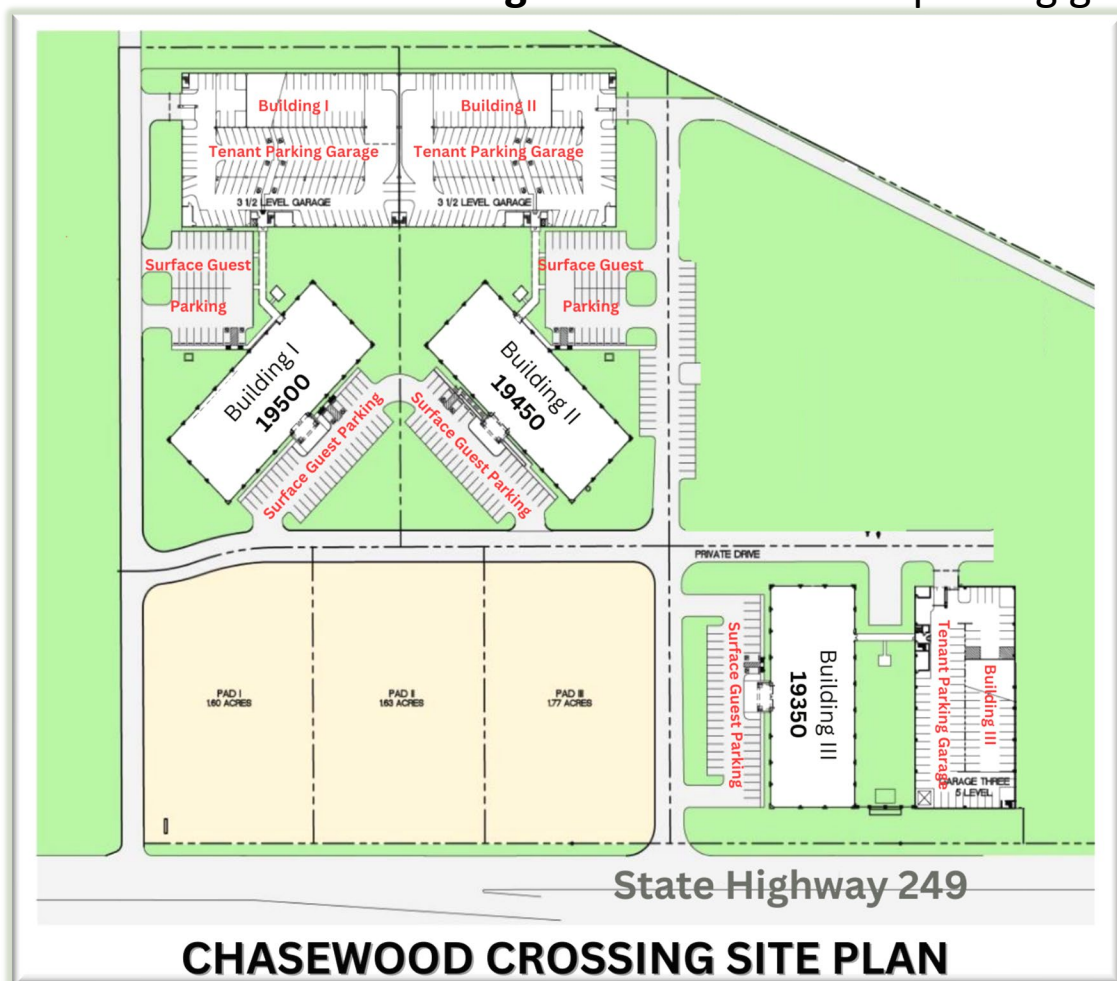 Building I
Building II
Tenant Parking Garage
Tenant Parking Garage
3 1/2 LEVEL GARAGE
3 1/2 LEVEL GARAGE
Surface Guest
Parking
Surface Guest
Parking
Building I
19500
Building II
19450
Surface Guest Parking
Surface Guest Parking
PRIVATE DRIVE
PAD I
1.60 ACRES
PAD II
1.63 ACRES
PAD III
1.77 ACRES
Surface Guest Parking
Building III
19350
Tenant Parking Garage
Building III
GARAGE THREE
5 LEVEL
State Highway 249
CHASEWOOD CROSSING SITE PLAN